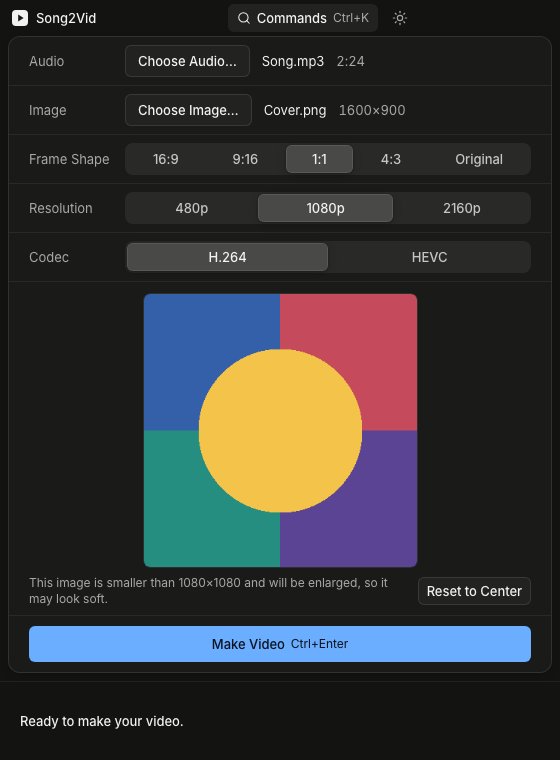 Song2Vid
Commands Ctrl+K
Audio
Choose Audio... Song.mp3 2:24
Image
Choose Image... Cover.png 1600×900
Frame Shape
16:9 9:16 1:1 4:3 Original
Resolution
480p 1080p 2160p
Codec
H.264 HEVC
This image is smaller than 1080×1080 and will be enlarged, so it
may look soft.
Reset to Center
Make Video Ctrl+Enter
Ready to make your video.